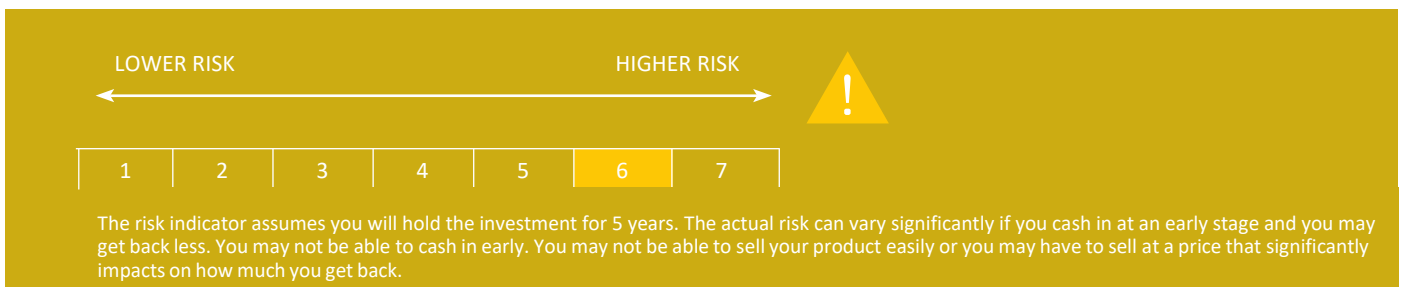 LOWER RISK HIGHER RISK
!
1 2 3 4 5 6 7
The risk indicator assumes you will hold the investment for 5 years. The actual risk can vary significantly if you cash in at an early stage and you may
get back less. You may not be able to cash in early. You may not be able to sell your product easily or you may have to sell at a price that significantly
impacts on how much you get back.